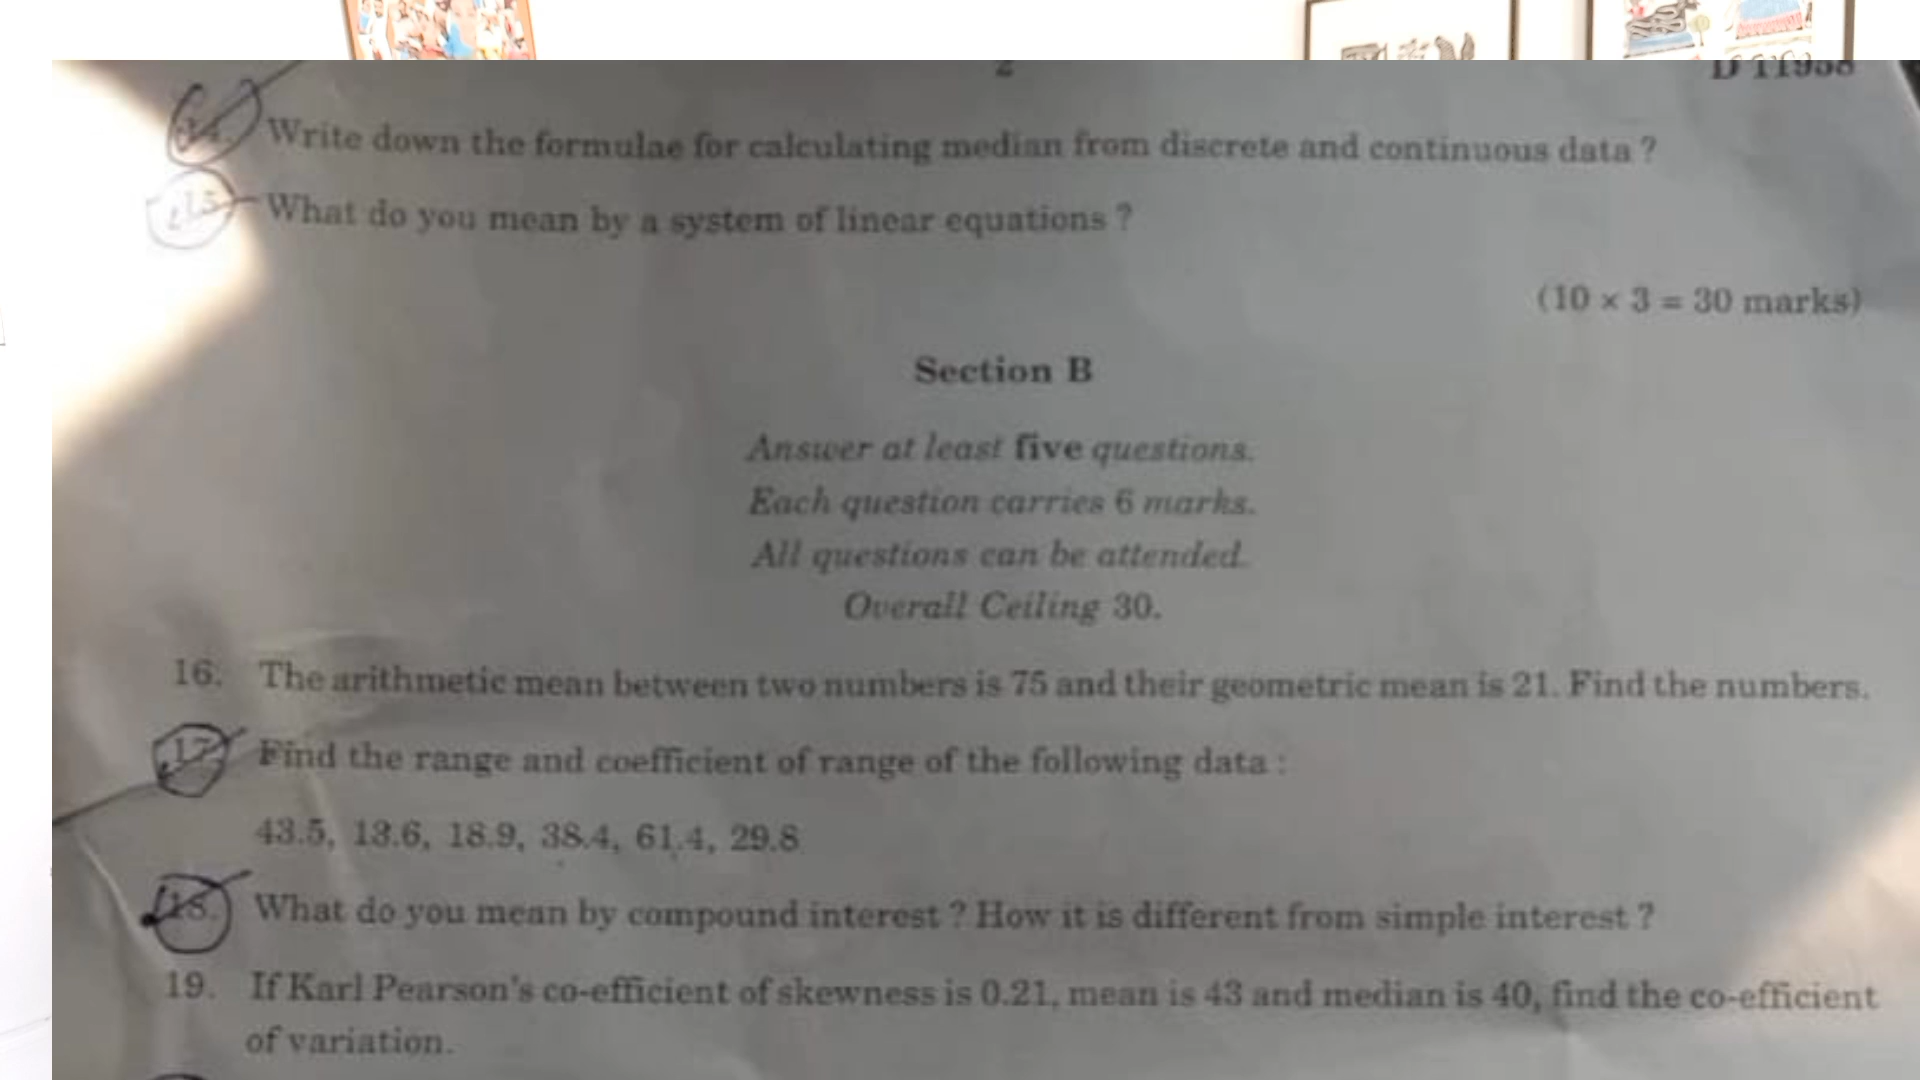 D 11958
14. Write down the formulae for calculating median from discrete and continuous data ?
15. What do you mean by a system of linear equations ?
(10 × 3 = 30 marks)
Section B
Answer at least five questions.
Each question carries 6 marks.
All questions can be attended.
Overall Ceiling 30.
16. The arithmetic mean between two numbers is 75 and their geometric mean is 21. Find the numbers.
17. Find the range and coefficient of range of the following data :
43.5, 13.6, 18.9, 38.4, 61.4, 29.8
18. What do you mean by compound interest ? How it is different from simple interest ?
19. If Karl Pearson's co-efficient of skewness is 0.21, mean is 43 and median is 40, find the co-efficient
of variation.